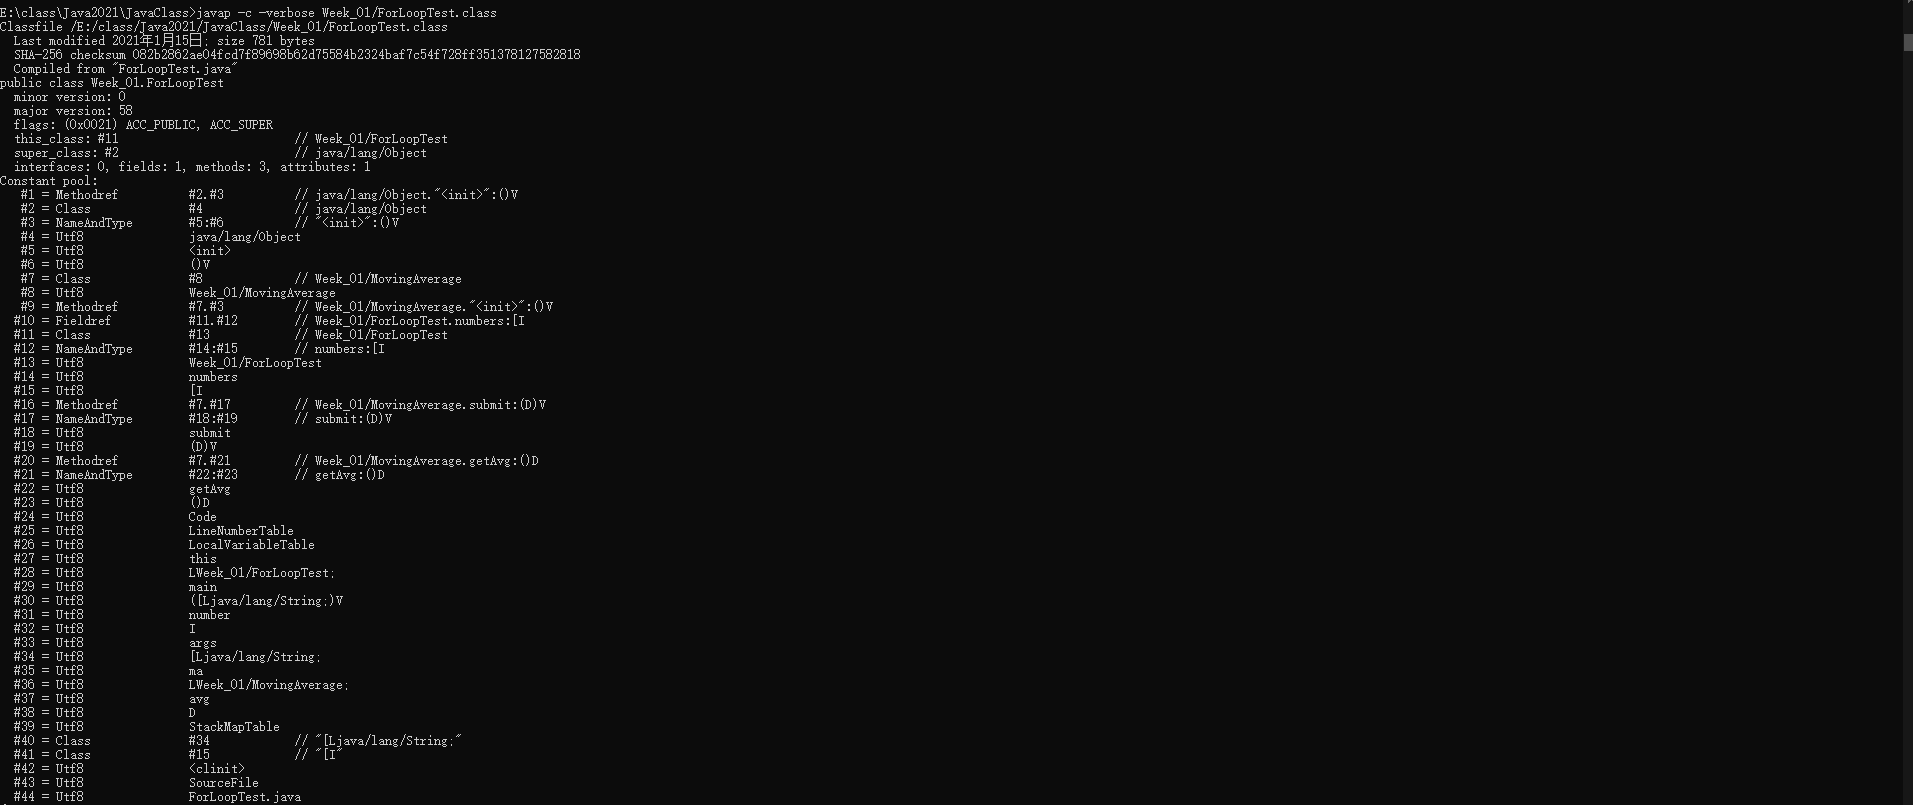 E:\class\Java2021\JavaClass>javap -c -verbose Week_01/ForLoopTest.class
Classfile /E:/class/Java2021/JavaClass/Week_01/ForLoopTest.class
  Last modified 2021年1月15日; size 781 bytes
  SHA-256 checksum 082b2862ae04fcd7f89698b62d75584b2324baf7c54f728ff351378127582818
  Compiled from "ForLoopTest.java"
public class Week_01.ForLoopTest
  minor version: 0
  major version: 58
  flags: (0x0021) ACC_PUBLIC, ACC_SUPER
  this_class: #11                         // Week_01/ForLoopTest
  super_class: #2                         // java/lang/Object
  interfaces: 0, fields: 1, methods: 3, attributes: 1
Constant pool:
   #1 = Methodref          #2.#3          // java/lang/Object."<init>":()V
   #2 = Class              #4             // java/lang/Object
   #3 = NameAndType        #5:#6          // "<init>":()V
   #4 = Utf8               java/lang/Object
   #5 = Utf8               <init>
   #6 = Utf8               ()V
   #7 = Class              #8             // Week_01/MovingAverage
   #8 = Utf8               Week_01/MovingAverage
   #9 = Methodref          #7.#3          // Week_01/MovingAverage."<init>":()V
  #10 = Fieldref           #11.#12        // Week_01/ForLoopTest.numbers:[I
  #11 = Class              #13            // Week_01/ForLoopTest
  #12 = NameAndType        #14:#15        // numbers:[I
  #13 = Utf8               Week_01/ForLoopTest
  #14 = Utf8               numbers
  #15 = Utf8               [I
  #16 = Methodref          #7.#17         // Week_01/MovingAverage.submit:(D)V
  #17 = NameAndType        #18:#19        // submit:(D)V
  #18 = Utf8               submit
  #19 = Utf8               (D)V
  #20 = Methodref          #7.#21         // Week_01/MovingAverage.getAvg:()D
  #21 = NameAndType        #22:#23        // getAvg:()D
  #22 = Utf8               getAvg
  #23 = Utf8               ()D
  #24 = Utf8               Code
  #25 = Utf8               LineNumberTable
  #26 = Utf8               LocalVariableTable
  #27 = Utf8               this
  #28 = Utf8               LWeek_01/ForLoopTest;
  #29 = Utf8               main
  #30 = Utf8               ([Ljava/lang/String;)V
  #31 = Utf8               number
  #32 = Utf8               I
  #33 = Utf8               args
  #34 = Utf8               [Ljava/lang/String;
  #35 = Utf8               ma
  #36 = Utf8               LWeek_01/MovingAverage;
  #37 = Utf8               avg
  #38 = Utf8               D
  #39 = Utf8               StackMapTable
  #40 = Class              #34            // "[Ljava/lang/String;"
  #41 = Class              #15            // "[I"
  #42 = Utf8               <clinit>
  #43 = Utf8               SourceFile
  #44 = Utf8               ForLoopTest.java